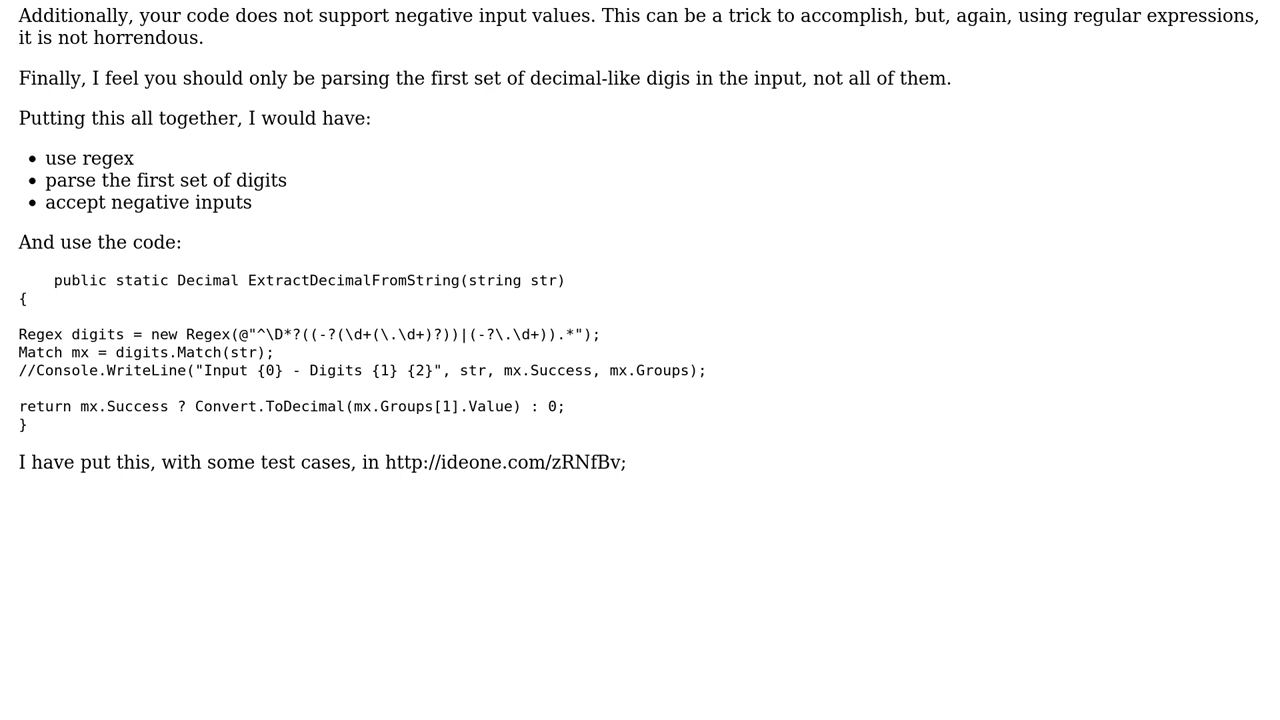 Additionally, your code does not support negative input values. This can be a trick to accomplish, but, again, using regular expressions,
it is not horrendous.
Finally, I feel you should only be parsing the first set of decimal-like digis in the input, not all of them.
Putting this all together, I would have:
• use regex
• parse the first set of digits
• accept negative inputs
And use the code:
    public static Decimal ExtractDecimalFromString(string str)
{
Regex digits = new Regex(@"^\D*?((-?(\d+(\.\d+)?))|(-?\.\d+)).*");
Match mx = digits.Match(str);
//Console.WriteLine("Input {0} - Digits {1} {2}", str, mx.Success, mx.Groups);
return mx.Success ? Convert.ToDecimal(mx.Groups[1].Value) : 0;
}
I have put this, with some test cases, in http://ideone.com/zRNfBv;